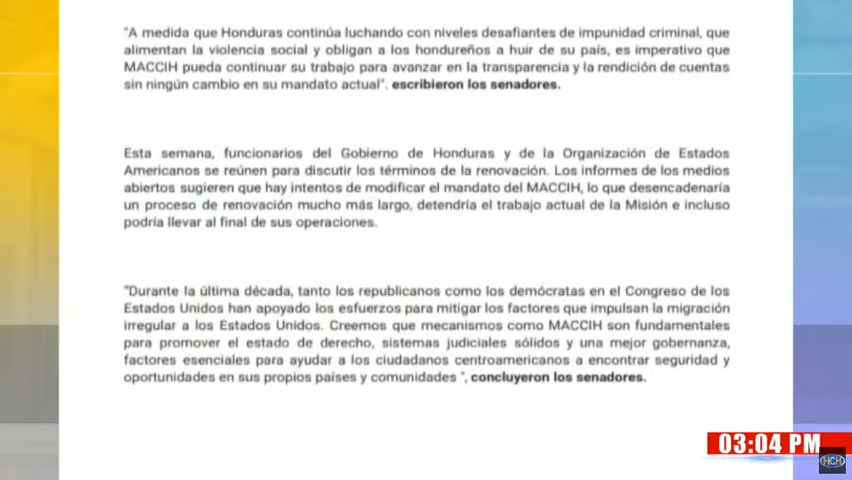 "A medida que Honduras continúa luchando con niveles desafiantes de impunidad criminal, que
alimentan la violencia social y obligan a los hondureños a huir de su país, es imperativo que
MACCIH pueda continuar su trabajo para avanzar en la transparencia y la rendición de cuentas
sin ningún cambio en su mandato actual". escribieron los senadores.
Esta semana, funcionarios del Gobierno de Honduras y de la Organización de Estados
Americanos se reúnen para discutir los términos de la renovación. Los informes de los medios
abiertos sugieren que hay intentos de modificar el mandato del MACCIH, lo que desencadenaría
un proceso de renovación mucho más largo, detendría el trabajo actual de la Misión e incluso
podría llevar al final de sus operaciones.
"Durante la última década, tanto los republicanos como los demócratas en el Congreso de los
Estados Unidos han apoyado los esfuerzos para mitigar los factores que impulsan la migración
irregular a los Estados Unidos. Creemos que mecanismos como MACCIH son fundamentales
para promover el estado de derecho, sistemas judiciales sólidos y una mejor gobernanza,
factores esenciales para ayudar a los ciudadanos centroamericanos a encontrar seguridad y
oportunidades en sus propios países y comunidades ", concluyeron los senadores.
03:04 PM
HCH